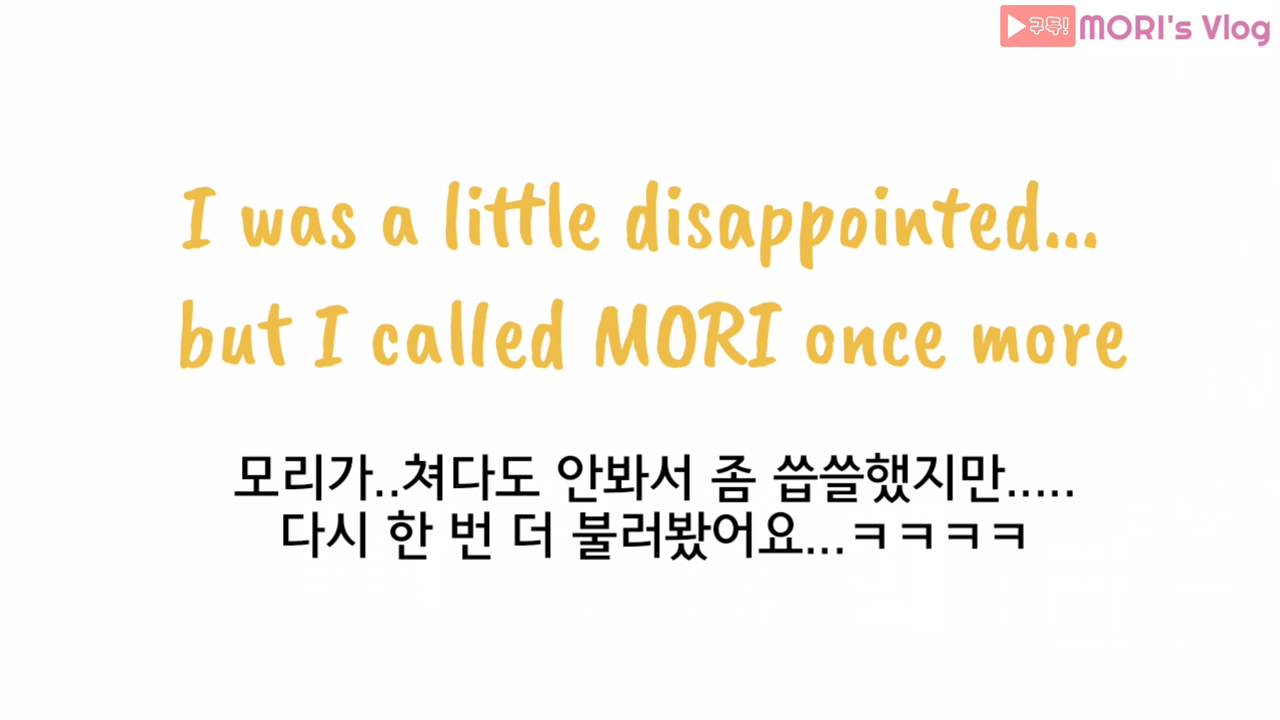 구독! MORI's Vlog
I was a little disappointed...
but I called MORI once more
모리가..쳐다도 안봐서 좀 씁쓸했지만.....
다시 한 번 더 불러봤어요...ㅋㅋㅋㅋ